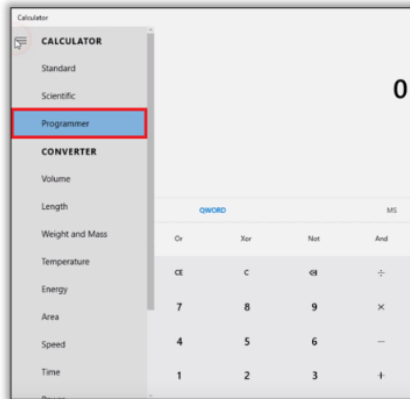 Calculator
CALCULATOR
Standard
Scientific
0
Programmer
CONVERTER
Volume
Length
QWORD MS
Weight and Mass
Or Xor Not And
Temperature
CE C ⌫ ÷
Energy
7 8 9 ×
Area
Speed
4 5 6 −
Time
1 2 3 +